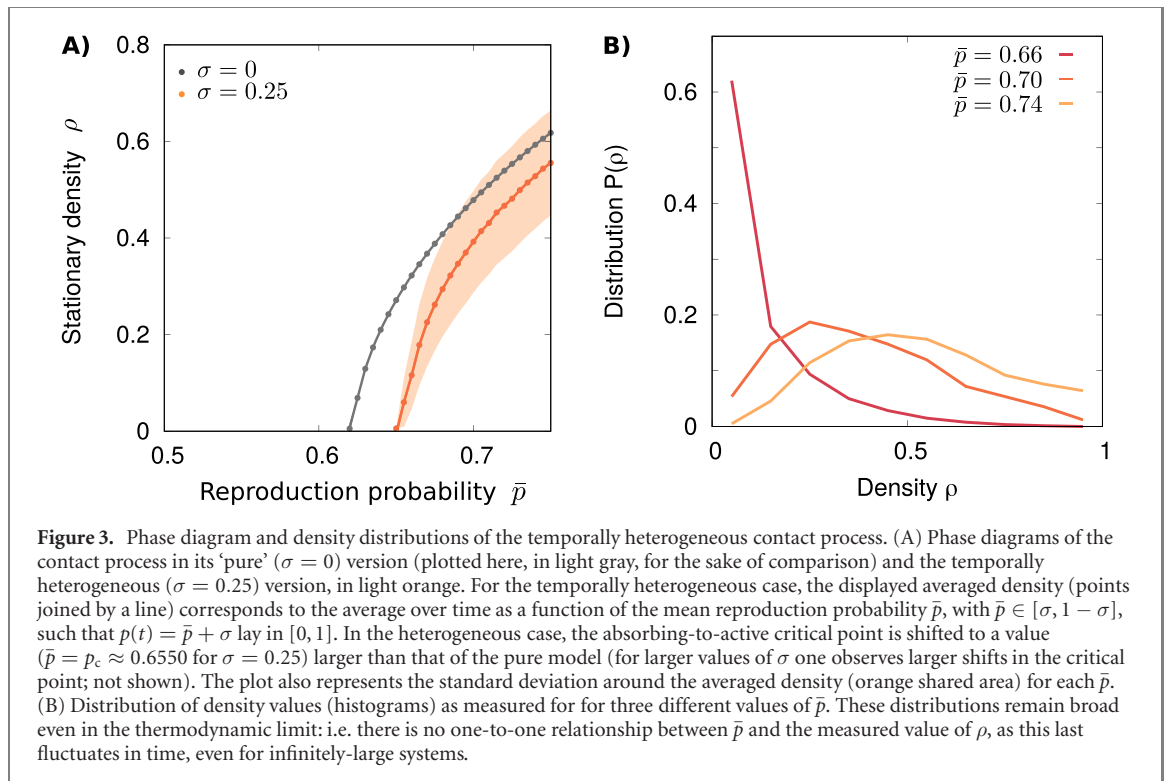 A)
0.8
0.6
0.4
0.2
0
0.5
0.6
0.7
Stationary density ρ
Reproduction probability p̄
σ = 0
σ = 0.25
B)
0.6
0.4
0.2
0
0
0.5
1
Distribution P(ρ)
Density ρ
p̄ = 0.66
p̄ = 0.70
p̄ = 0.74
Figure 3. Phase diagram and density distributions of the temporally heterogeneous contact process. (A) Phase diagrams of the
contact process in its ‘pure’ (σ = 0) version (plotted here, in light gray, for the sake of comparison) and the temporally
heterogeneous (σ = 0.25) version, in light orange. For the temporally heterogeneous case, the displayed averaged density (points
joined by a line) corresponds to the average over time as a function of the mean reproduction probability p̄, with p̄ ∈ [σ, 1 − σ],
such that p(t) = p̄ + σ lay in [0, 1]. In the heterogeneous case, the absorbing-to-active critical point is shifted to a value
(p̄ = pc ≈ 0.6550 for σ = 0.25) larger than that of the pure model (for larger values of σ one observes larger shifts in the critical
point; not shown). The plot also represents the standard deviation around the averaged density (orange shared area) for each p̄.
(B) Distribution of density values (histograms) as measured for for three different values of p̄. These distributions remain broad
even in the thermodynamic limit: i.e. there is no one-to-one relationship between p̄ and the measured value of ρ, as this last
fluctuates in time, even for infinitely-large systems.